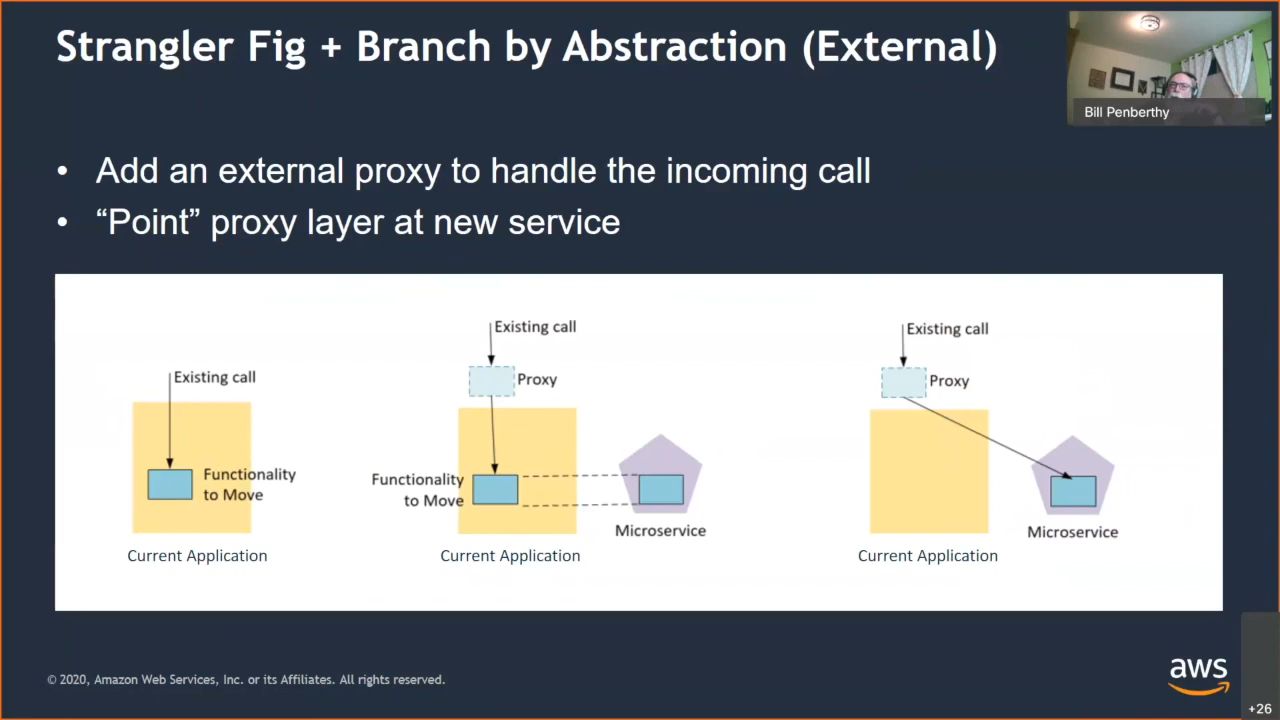 Strangler Fig + Branch by Abstraction (External)
Bill Penberthy
• Add an external proxy to handle the incoming call
• “Point” proxy layer at new service
Existing call
Functionality
to Move
Current Application
Existing call
Proxy
Functionality
to Move
Microservice
Current Application
Existing call
Proxy
Microservice
Current Application
© 2020, Amazon Web Services, Inc. or its Affiliates. All rights reserved.
aws
+26